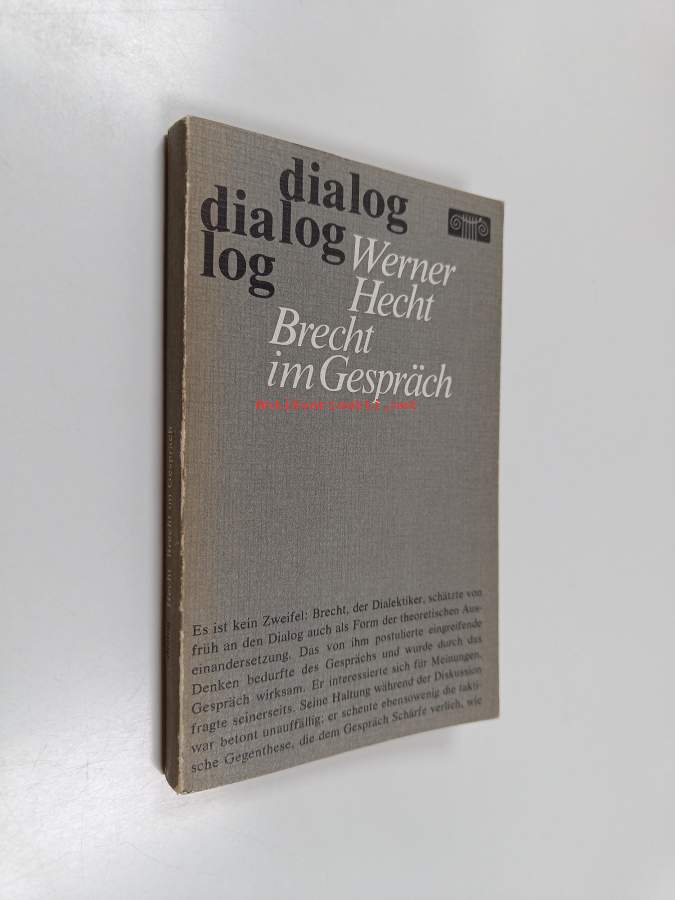 dialog
dialog
log
Werner
Hecht
Brecht
im Gespräch
antikvariaatti.net
Es ist kein Zweifel: Brecht, der Dialektiker, schätzte von
früh an den Dialog auch als Form der theoretischen Aus-
einandersetzung. Das von ihm postulierte eingreifende
Denken bedurfte des Gesprächs und wurde durch das
Gespräch wirksam. Er interessierte sich für Meinungen,
fragte seinerseits. Seine Haltung während der Diskussion
war betont unauffällig; er scheute ebensowenig die takti-
sche Gegenthese, die dem Gespräch Schärfe verlieh, wie
Hecht Brecht im Gespräch